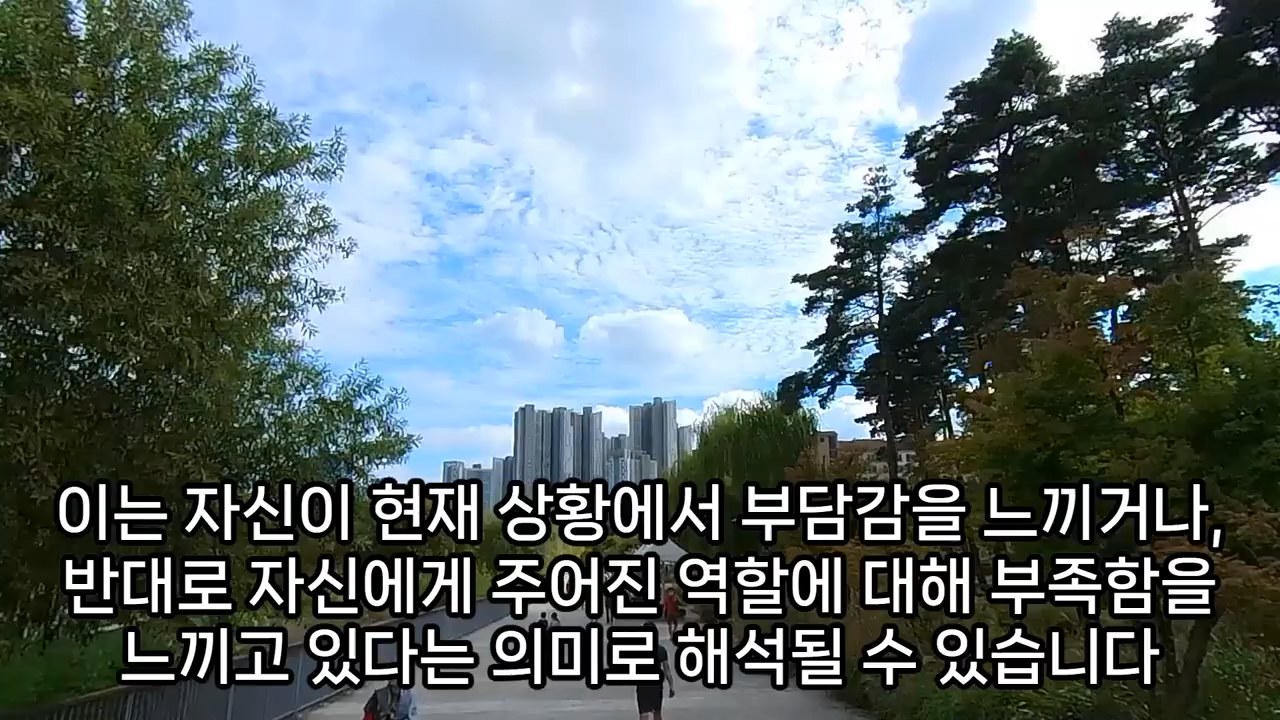 이는 자신이 현재 상황에서 부담감을 느끼거나,
반대로 자신에게 주어진 역할에 대해 부족함을
느끼고 있다는 의미로 해석될 수 있습니다